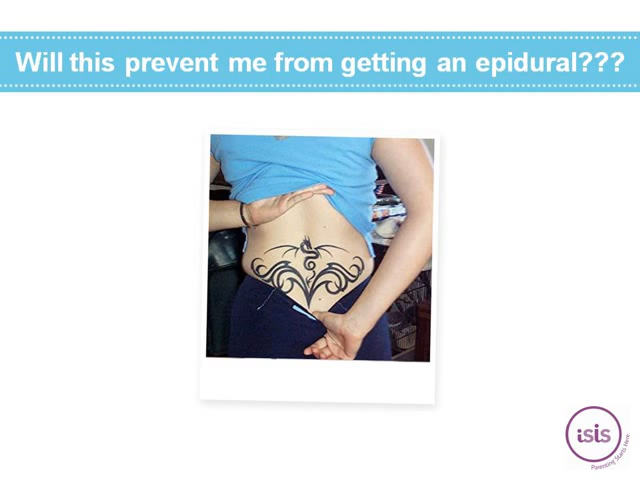 Will this prevent me from getting an epidural???
isis
Parenting Starts Here.